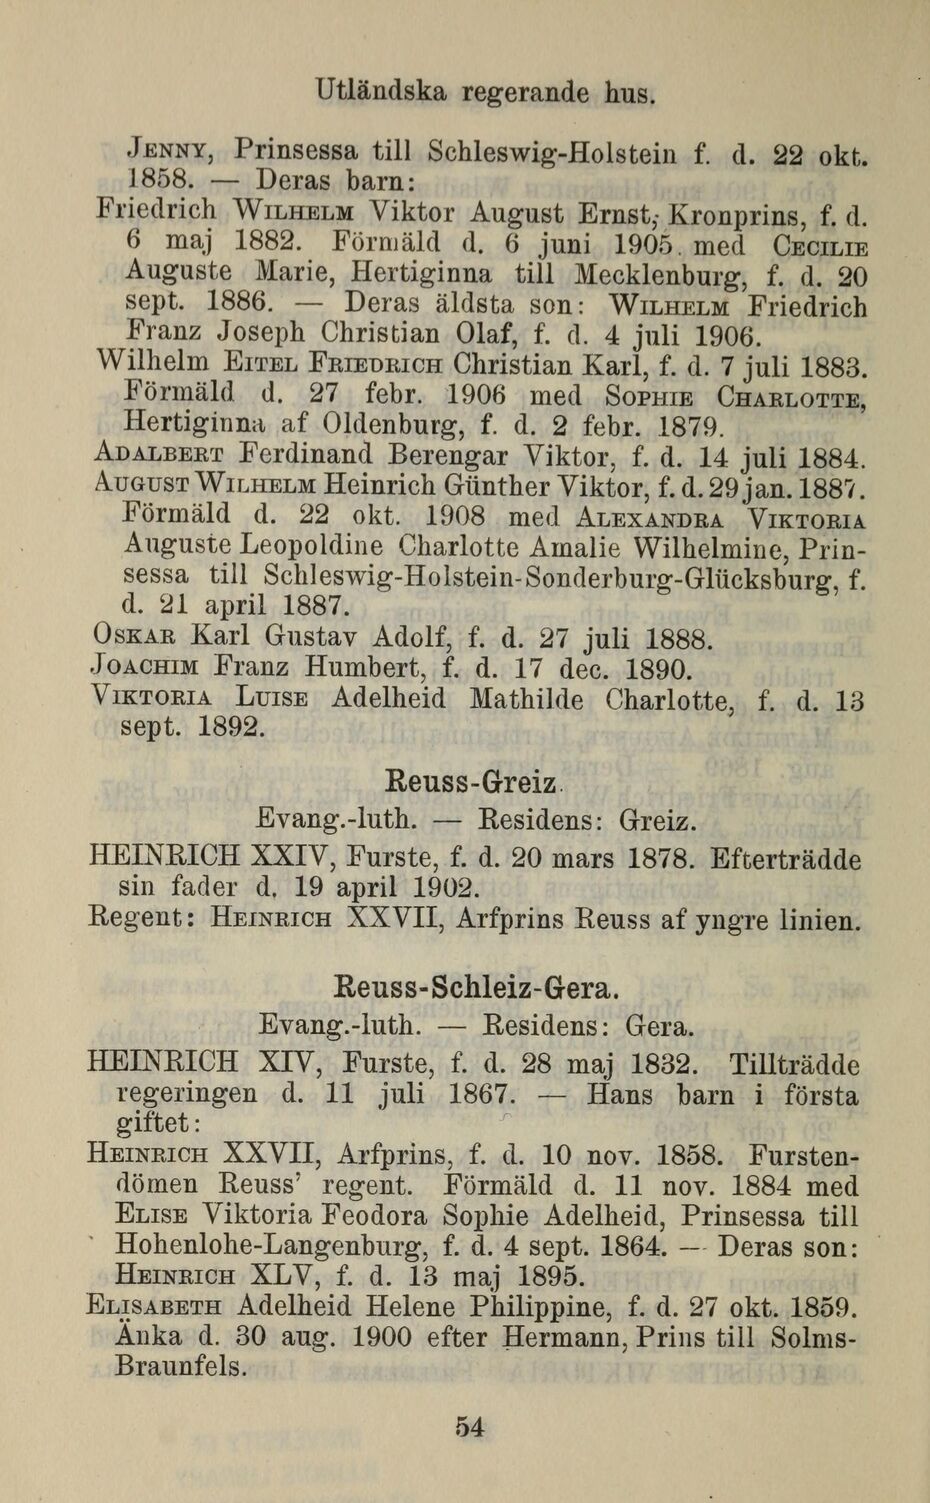 Utländska regerande hus.
JENNY, Prinsessa till Schleswig-Holstein f. d. 22 okt.
1858. — Deras barn:
Friedrich WILHELM Viktor August Ernst, Kronprins, f. d.
6 maj 1882. Förmäld d. 6 juni 1905. med CECILIE
Auguste Marie, Hertiginna till Mecklenburg, f. d. 20
sept. 1886. — Deras äldsta son: WILHELM Friedrich
Franz Joseph Christian Olaf, f. d. 4 juli 1906.
Wilhelm EITEL FRIEDRICH Christian Karl, f. d. 7 juli 1883.
Förmäld d. 27 febr. 1906 med SOPHIE CHARLOTTE,
Hertiginna af Oldenburg, f. d. 2 febr. 1879.
ADALBERT Ferdinand Berengar Viktor, f. d. 14 juli 1884.
AUGUST WILHELM Heinrich Günther Viktor, f. d. 29 jan. 1887.
Förmäld d. 22 okt. 1908 med ALEXANDRA VIKTORIA
Auguste Leopoldine Charlotte Amalie Wilhelmine, Prin-
sessa till Schleswig-Holstein-Sonderburg-Glücksburg, f.
d. 21 april 1887.
OSKAR Karl Gustav Adolf, f. d. 27 juli 1888.
JOACHIM Franz Humbert, f. d. 17 dec. 1890.
VIKTORIA LUISE Adelheid Mathilde Charlotte, f. d. 13
sept. 1892.
Reuss-Greiz.
Evang.-luth. — Residens: Greiz.
HEINRICH XXIV, Furste, f. d. 20 mars 1878. Efterträdde
sin fader d. 19 april 1902.
Regent: HEINRICH XXVII, Arfprins Reuss af yngre linien.
Reuss-Schleiz-Gera.
Evang.-luth. — Residens: Gera.
HEINRICH XIV, Furste, f. d. 28 maj 1832. Tillträdde
regeringen d. 11 juli 1867. — Hans barn i första
giftet:
HEINRICH XXVII, Arfprins, f. d. 10 nov. 1858. Fursten-
dömen Reuss' regent. Förmäld d. 11 nov. 1884 med
ELISE Viktoria Feodora Sophie Adelheid, Prinsessa till
Hohenlohe-Langenburg, f. d. 4 sept. 1864. — Deras son:
HEINRICH XLV, f. d. 13 maj 1895.
ELISABETH Adelheid Helene Philippine, f. d. 27 okt. 1859.
Änka d. 30 aug. 1900 efter Hermann, Prins till Solms-
Braunfels.
54